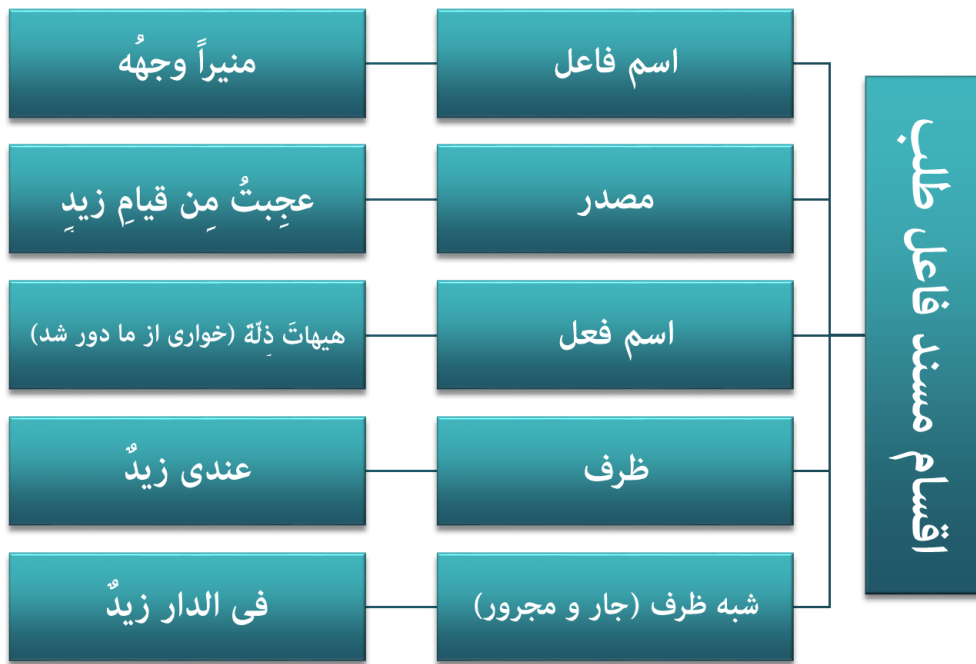 اقسام مسند فاعل طلب
اسم فاعل
منیراً وجهُه
مصدر
عجِبتُ مِن قیامِ زیدٍ
اسم فعل
هیهاتَ ذِلّة (خواری از ما دور شد)
ظرف
عندی زیدٌ
شبه ظرف (جار و مجرور)
فی الدار زیدٌ